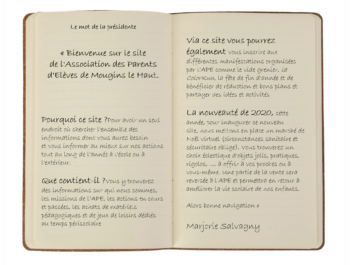 Le mot de la présidente
« Bienvenue sur le site
de l'Association des Parents
d'Elèves de Mougins le Haut.
Pourquoi ce site ? Pour avoir un seul
endroit où chercher l'ensemble des
informations dont vous aurez besoin
et vous informer au mieux sur nos actions
tout au long de l'année à l'école ou à
l'extérieur.
Que contient-il ? Vous y trouverez
des informations sur qui nous sommes,
les missions de l'APE, les actions en cours
et passées, les achats de matériels
pédagogiques et de jeux de loisirs dédiés
au temps périscolaire
Via ce site vous pourrez
également vous inscrire aux
différentes manifestations organisées
par l'APE comme le vide grenier, la
ColorRun, la fête de fin d'année et de
bénéficier de réduction et bons plans et
partager des idées et activités.
La nouveauté de 2020, cette
année, pour inaugurer ce nouveau
site, nous mettons en place un marché de
Noël virtuel (circonstances sanitaire et
sécuritaire oblige). Vous trouverez un
choix éclectique d'objets jolis, pratiques,
rigolos, .... à offrir à vos proches ou à
vous-même, sans partie de la vente sera
reversée à l'APE et permettra en retour à
améliorer la vie scolaire de vos enfants.
Alors bonne navigation »
Marjorie Salvagny